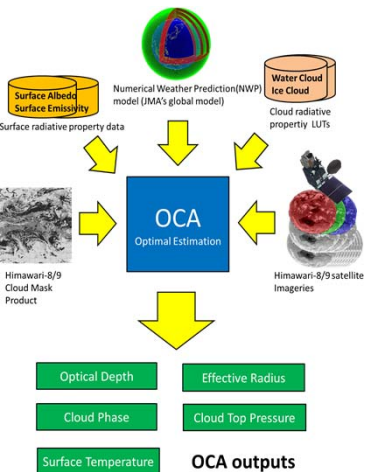 Numerical Weather Prediction(NWP)
model (JMA's global model)
Surface Albedo
Surface Emissivity
Surface radiative property data
Water Cloud
Ice Cloud
Cloud radiative
propertiy LUTs
OCA
Optimal Estimation
Himawari-8/9
Cloud Mask
Product
Himawari-8/9 satellite
Imageries
Optical Depth
Effective Radius
Cloud Phase
Cloud Top Pressure
Surface Temperature
OCA outputs